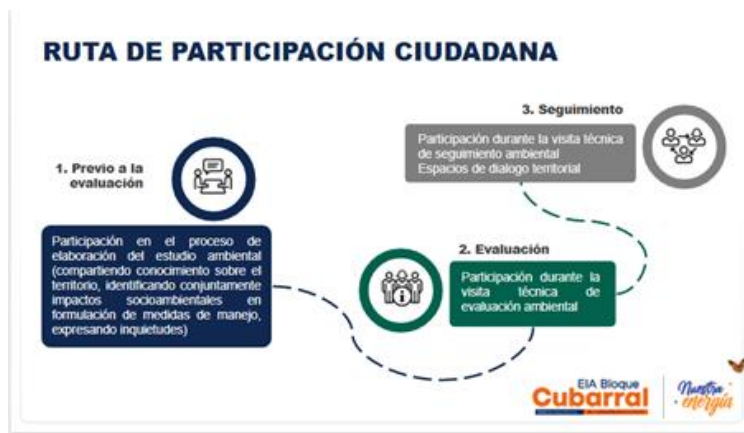 RUTA DE PARTICIPACIÓN CIUDADANA
1. Previo a la
evaluación
Participación en el proceso de
elaboración del estudio ambiental
(compartiendo conocimiento sobre el
territorio, identificando conjuntamente
impactos socioambientales en
formulación de medidas de manejo,
expresando inquietudes)
2. Evaluación
Participación durante la
visita técnica de
evaluación ambiental
3. Seguimiento
Participación durante la visita técnica
de seguimiento ambiental
Espacios de dialogo territorial
EIA Bloque
Cubarral
Nuestra
energía